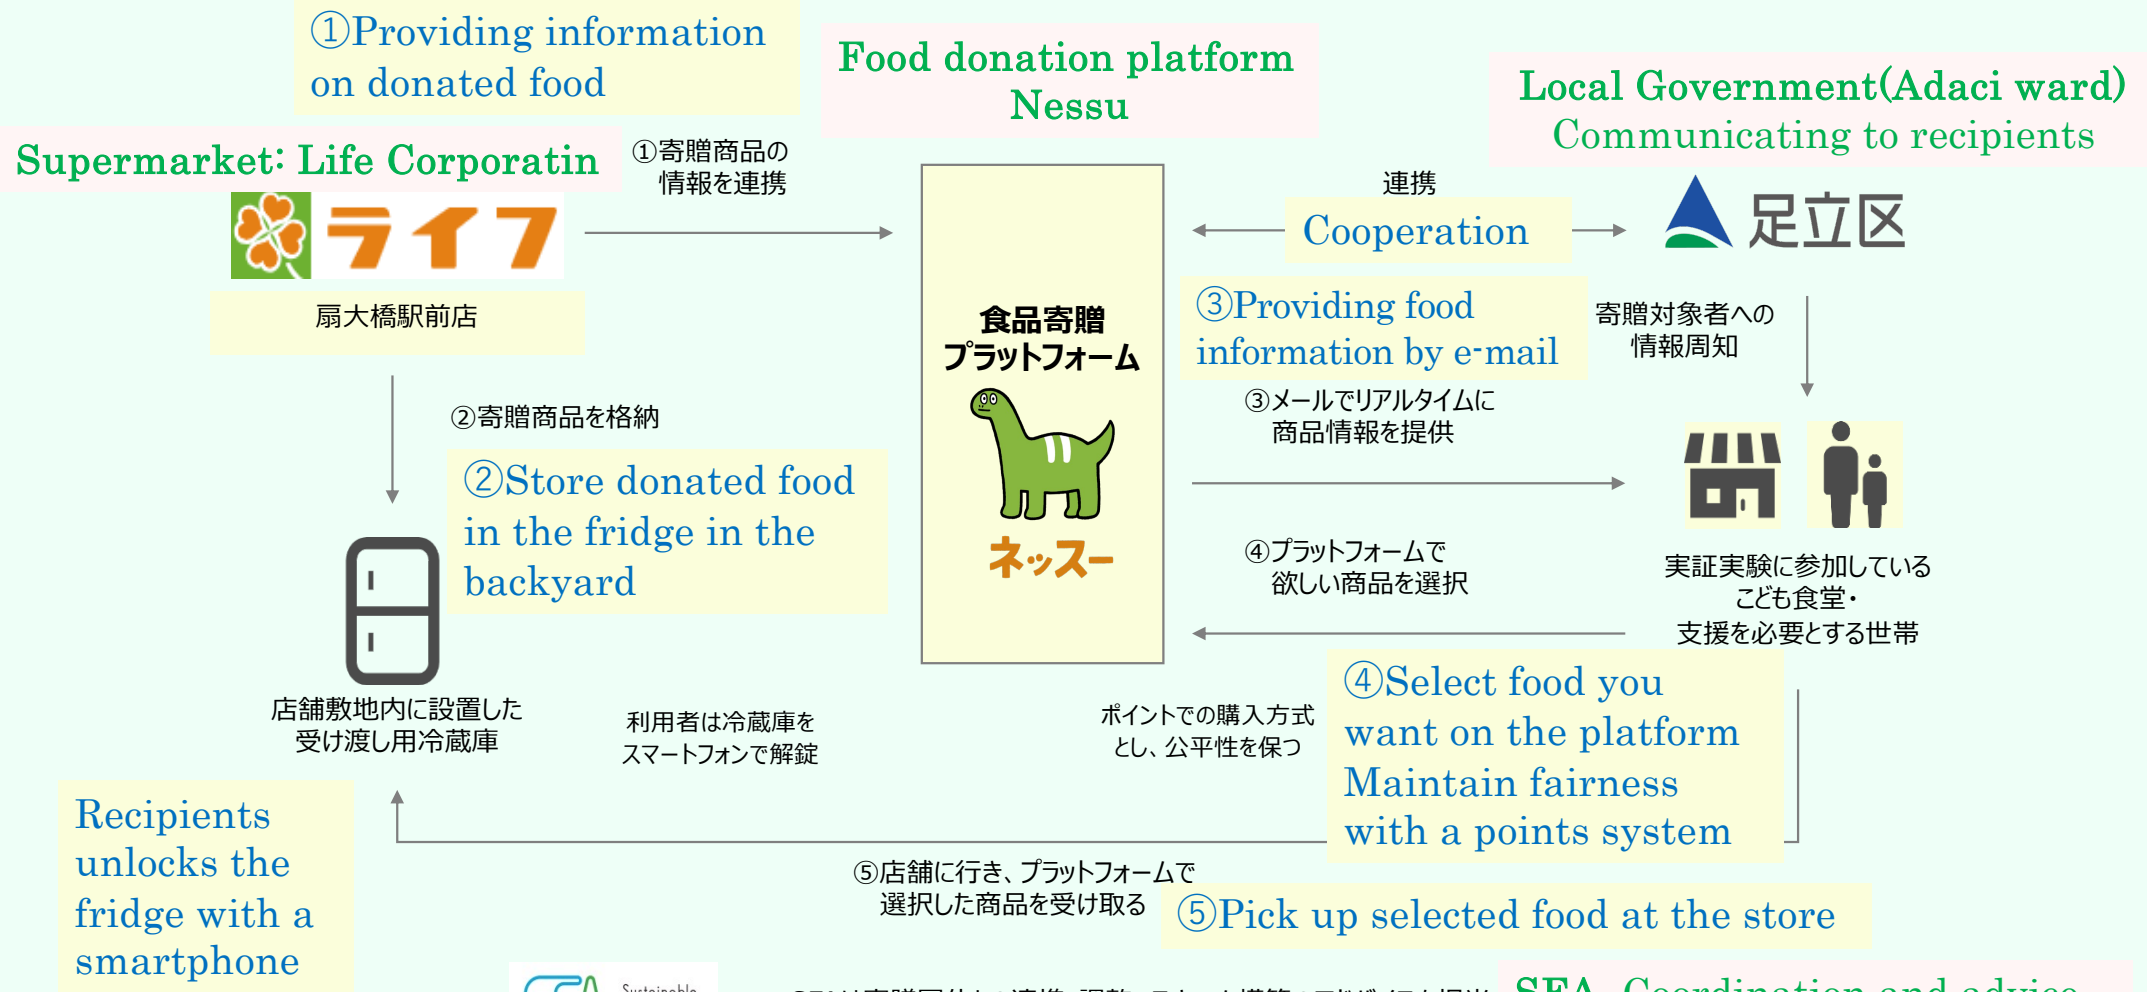 ①Providing information
on donated food
Food donation platform
Nessu
Local Government(Adaci ward)
Communicating to recipients
Supermarket: Life Corporatin
①寄贈商品の
情報を連携
ライフ
扇大橋駅前店
連携
Cooperation
足立区
③Providing food
information by e-mail
寄贈対象者への
情報周知
食品寄贈
プラットフォーム
ネッスー
②寄贈商品を格納
②Store donated food
in the fridge in the
backyard
③メールでリアルタイムに
商品情報を提供
④プラットフォームで
欲しい商品を選択
実証実験に参加している
こども食堂・
支援を必要とする世帯
店舗敷地内に設置した
受け渡し用冷蔵庫
利用者は冷蔵庫を
スマートフォンで解錠
ポイントでの購入方式
とし、公平性を保つ
④Select food you
want on the platform
Maintain fairness
with a points system
Recipients
unlocks the
fridge with a
smartphone
⑤店舗に行き、プラットフォームで
選択した商品を受け取る
⑤Pick up selected food at the store
Sustainable
SFA Coordination and advice